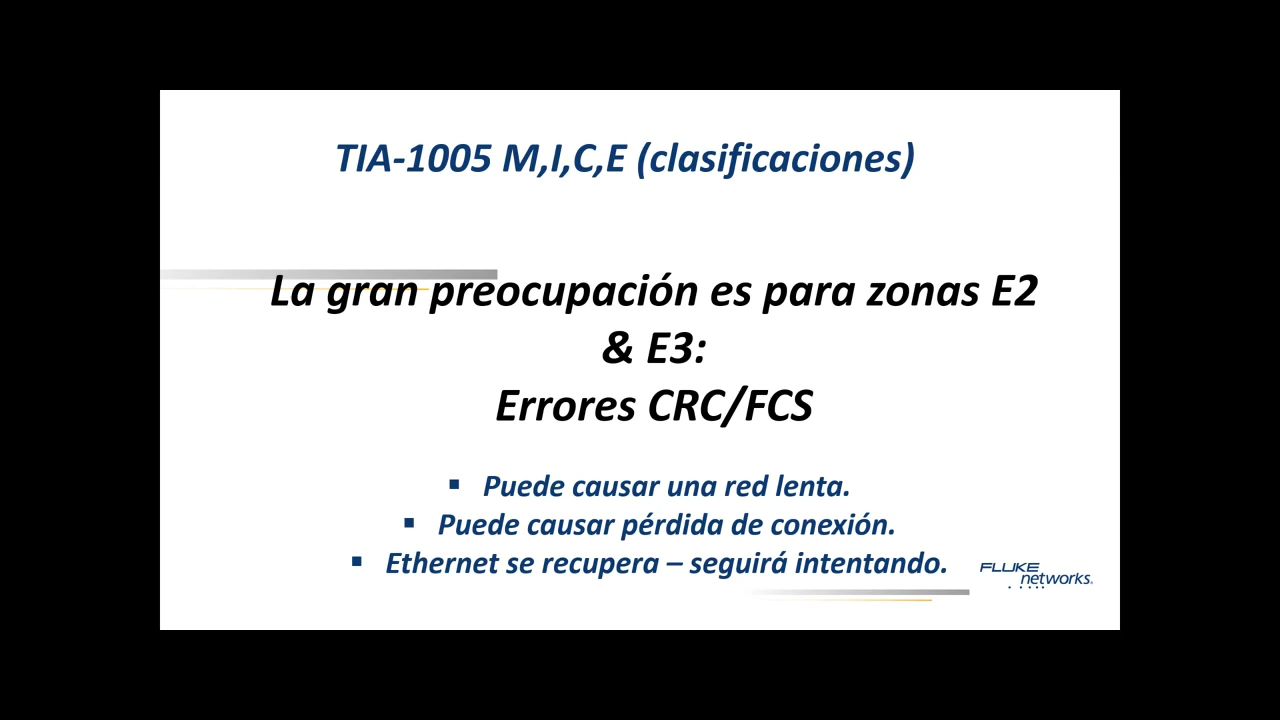 TIA-1005 M,I,C,E (clasificaciones)
La gran preocupación es para zonas E2
& E3:
Errores CRC/FCS
▪ Puede causar una red lenta.
▪ Puede causar pérdida de conexión.
▪ Ethernet se recupera – seguirá intentando.
FLUKE
networks®